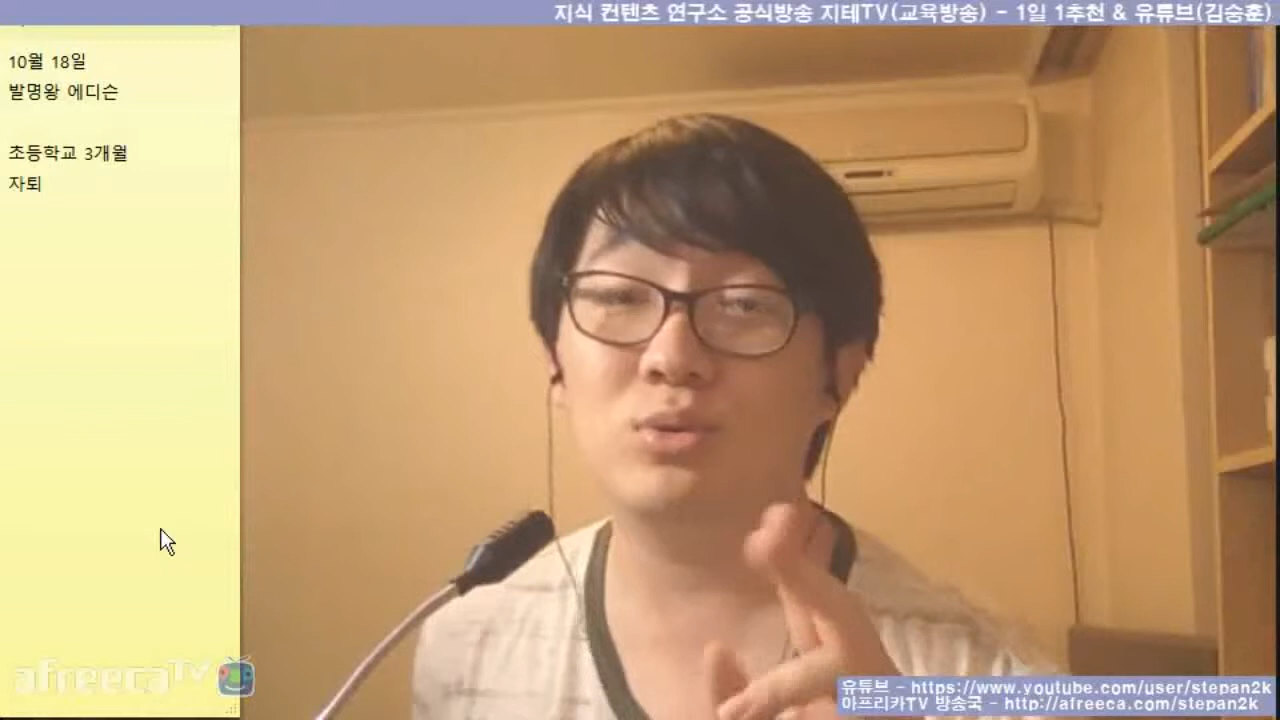 지식 컨텐츠 연구소 공식방송 지테TV(교육방송) - 1일 1추천 & 유튜브(김승훈)
10월 18일
발명왕 에디슨
초등학교 3개월
자퇴
afreecaTV
유튜브 - https://www.youtube.com/user/stepan2k
아프리카TV 방송국 - http://afreeca.com/stepan2k